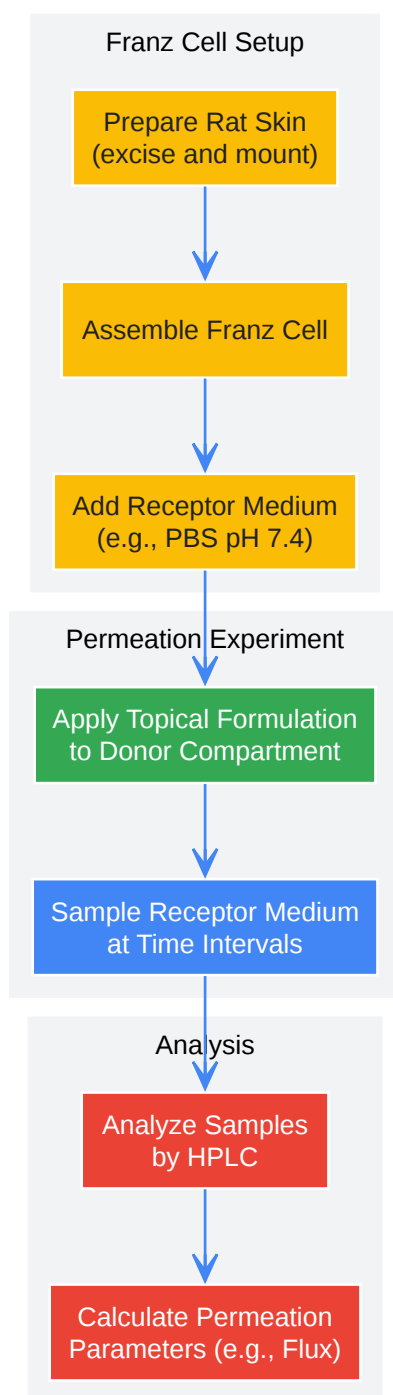 Franz Cell Setup
Prepare Rat Skin
(excise and mount)
Assemble Franz Cell
Add Receptor Medium
(e.g., PBS pH 7.4)
Permeation Experiment
Apply Topical Formulation
to Donor Compartment
Sample Receptor Medium
at Time Intervals
Analysis
Analyze Samples
by HPLC
Calculate Permeation
Parameters (e.g., Flux)